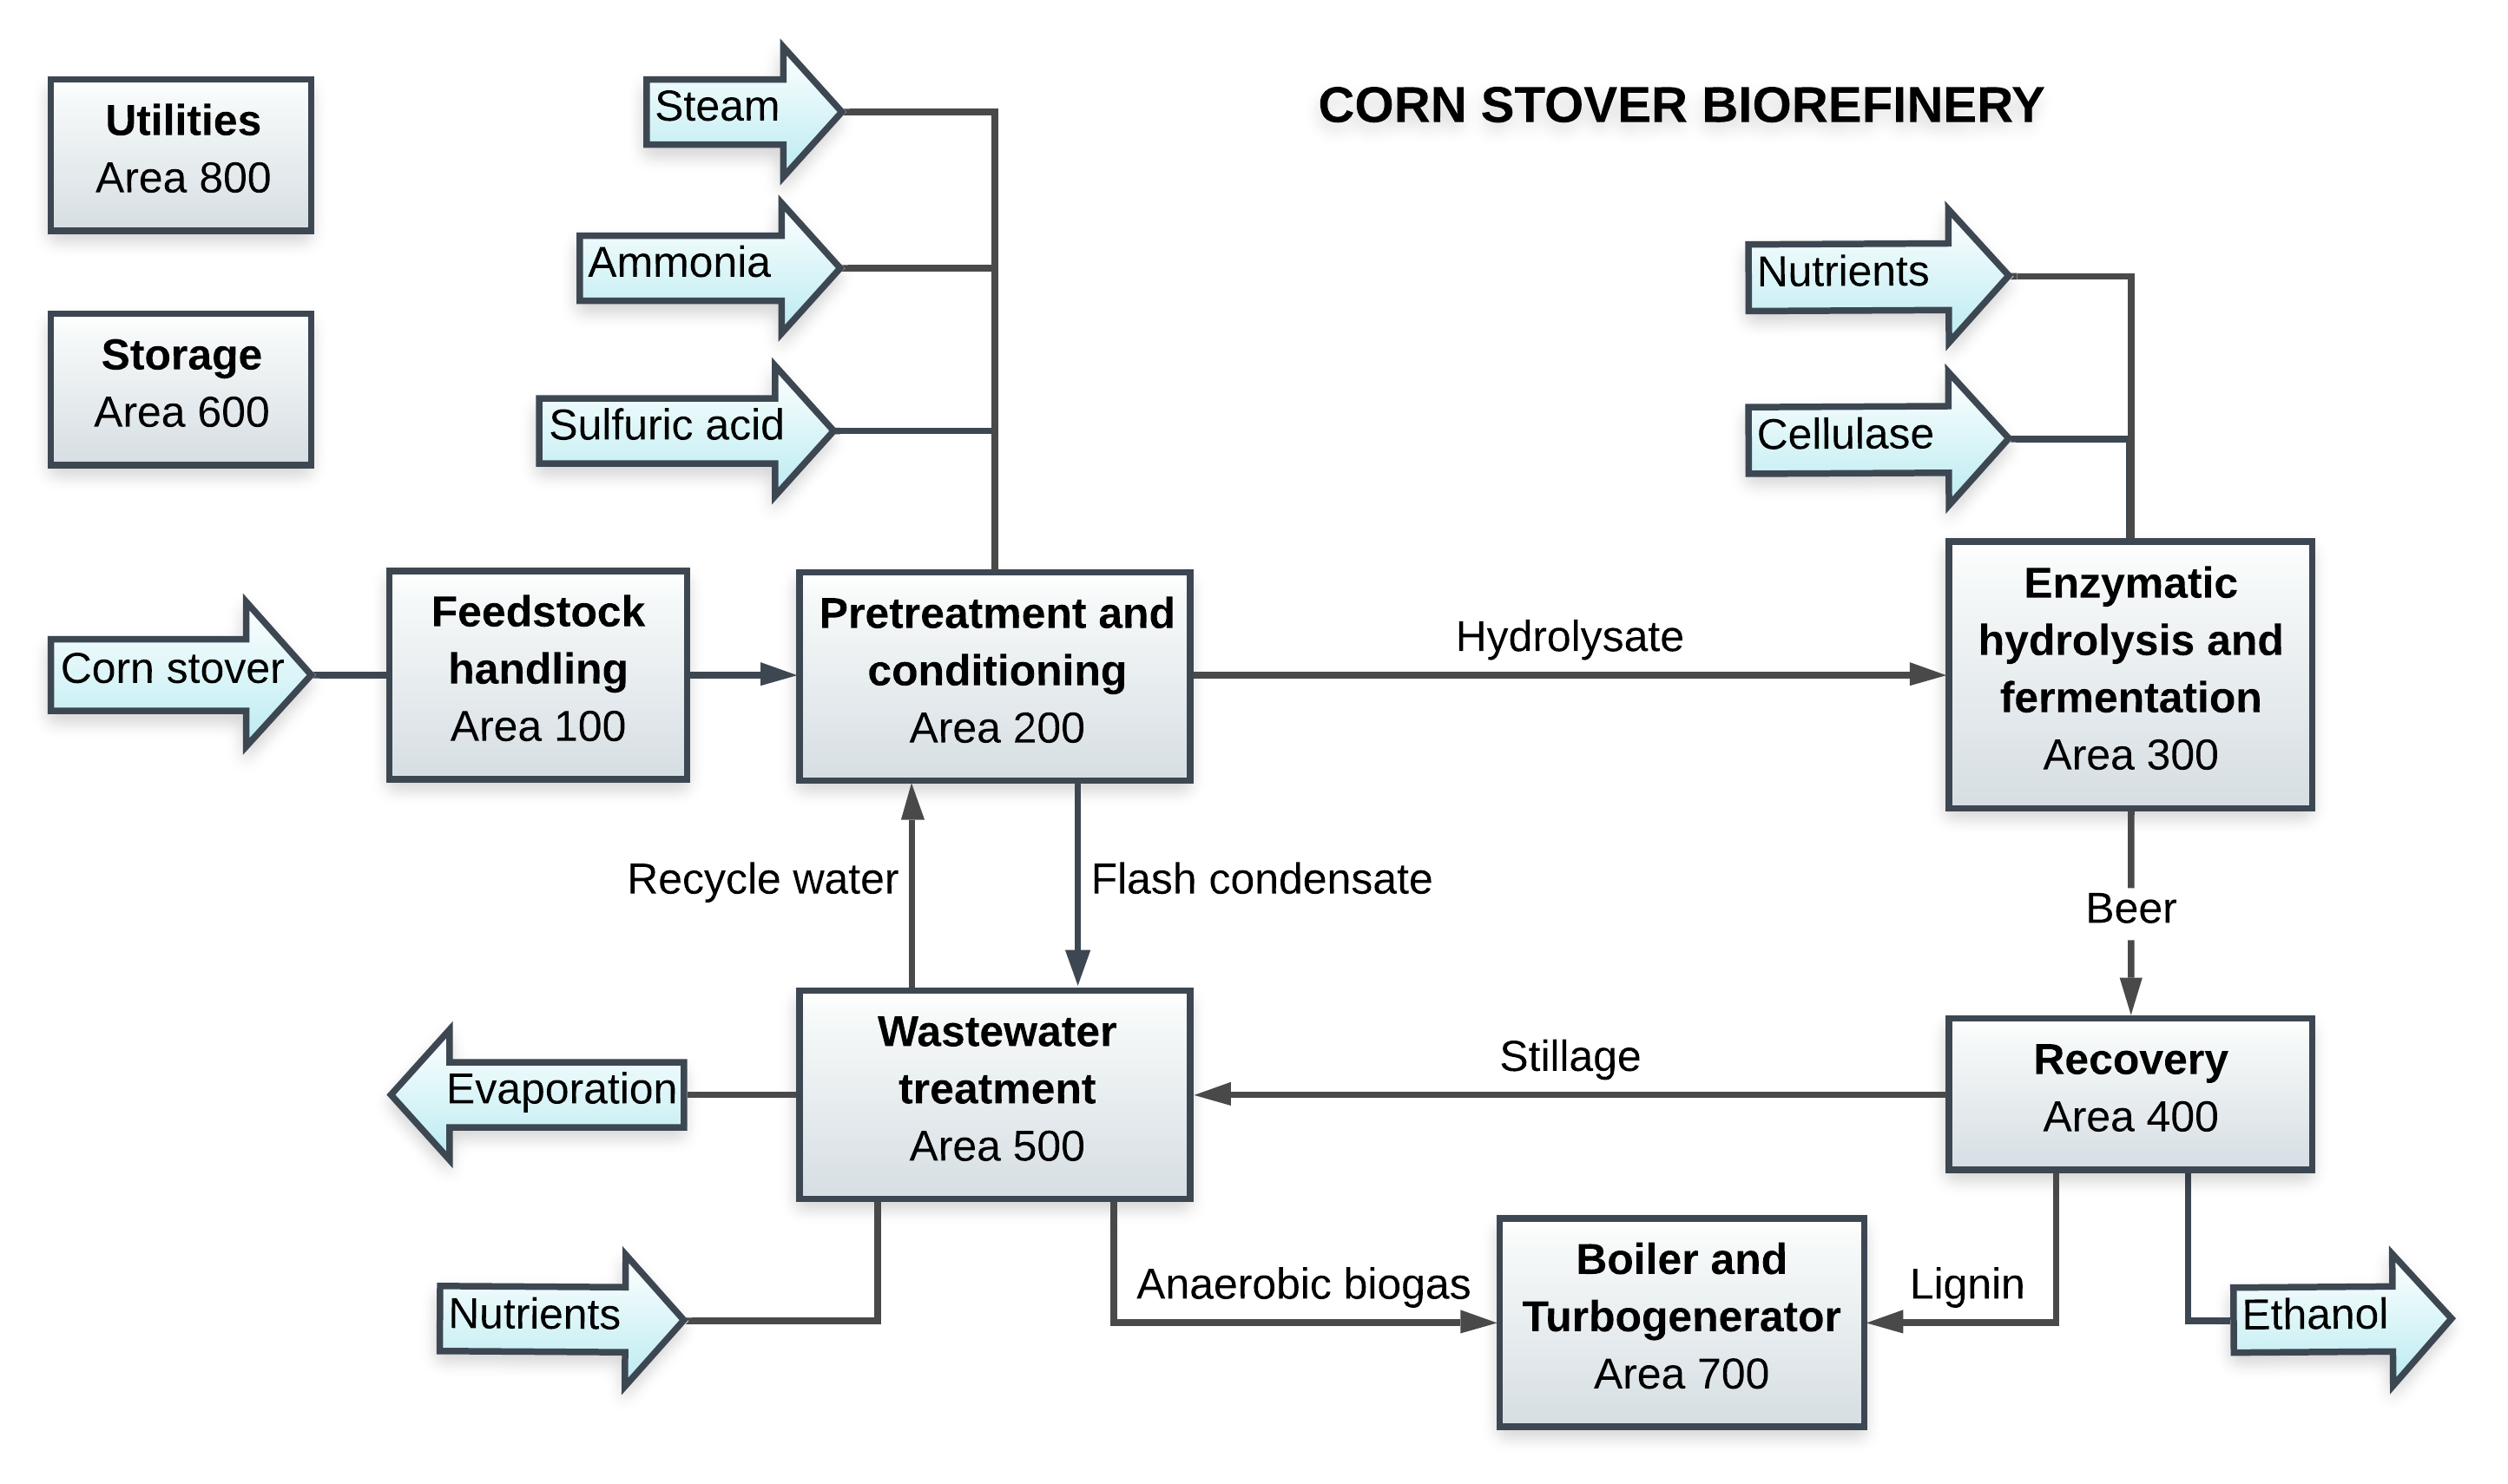 CORN STOVER BIOREFINERY
Utilities
Area 800
Storage
Area 600
Steam
Ammonia
Sulfuric acid
Nutrients
Cellulase
Corn stover
Feedstock
handling
Area 100
Pretreatment and
conditioning
Area 200
Hydrolysate
Enzymatic
hydrolysis and
fermentation
Area 300
Recycle water
Flash condensate
Beer
Evaporation
Wastewater
treatment
Area 500
Stillage
Recovery
Area 400
Nutrients
Anaerobic biogas
Boiler and
Turbogenerator
Area 700
Lignin
Ethanol